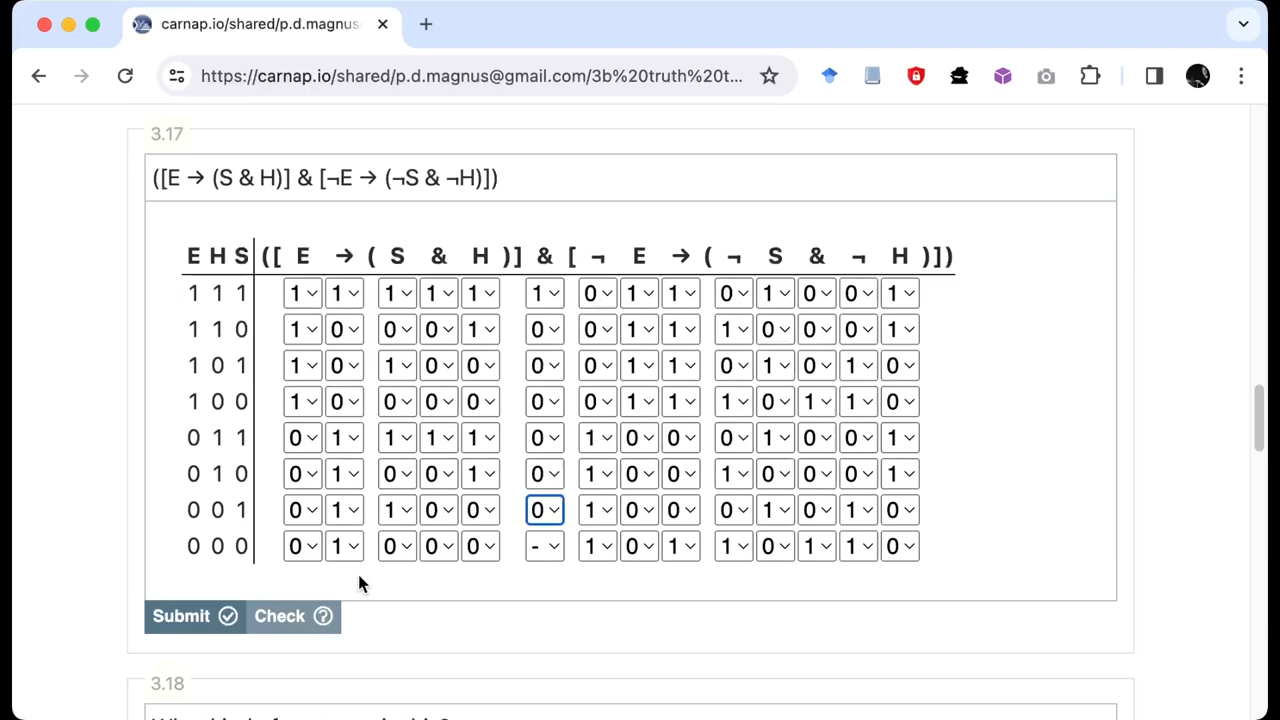 carnap.io/shared/p.d.magnus
https://carnap.io/shared/p.d.magnus@gmail.com/3b%20truth%20t...
3.17
([E → (S & H)] & [¬E → (¬S & ¬H)])
E H S ([ E → ( S & H )] & [ ¬ E → ( ¬ S & ¬ H )])
1 1 1 1 1 1 1 1 1 0 1 1 0 1 0 0 1
1 1 0 1 0 0 0 1 0 0 1 1 1 0 0 0 1
1 0 1 1 0 1 0 0 0 0 1 1 0 1 0 1 0
1 0 0 1 0 0 0 0 0 0 1 1 1 0 1 1 0
0 1 1 0 1 1 1 1 0 1 0 0 0 1 0 0 1
0 1 0 0 1 0 0 1 0 1 0 0 1 0 0 0 1
0 0 1 0 1 1 0 0 0 1 0 0 0 1 0 1 0
0 0 0 0 1 0 0 0 - 1 0 1 1 0 1 1 0
Submit Check ?
3.18